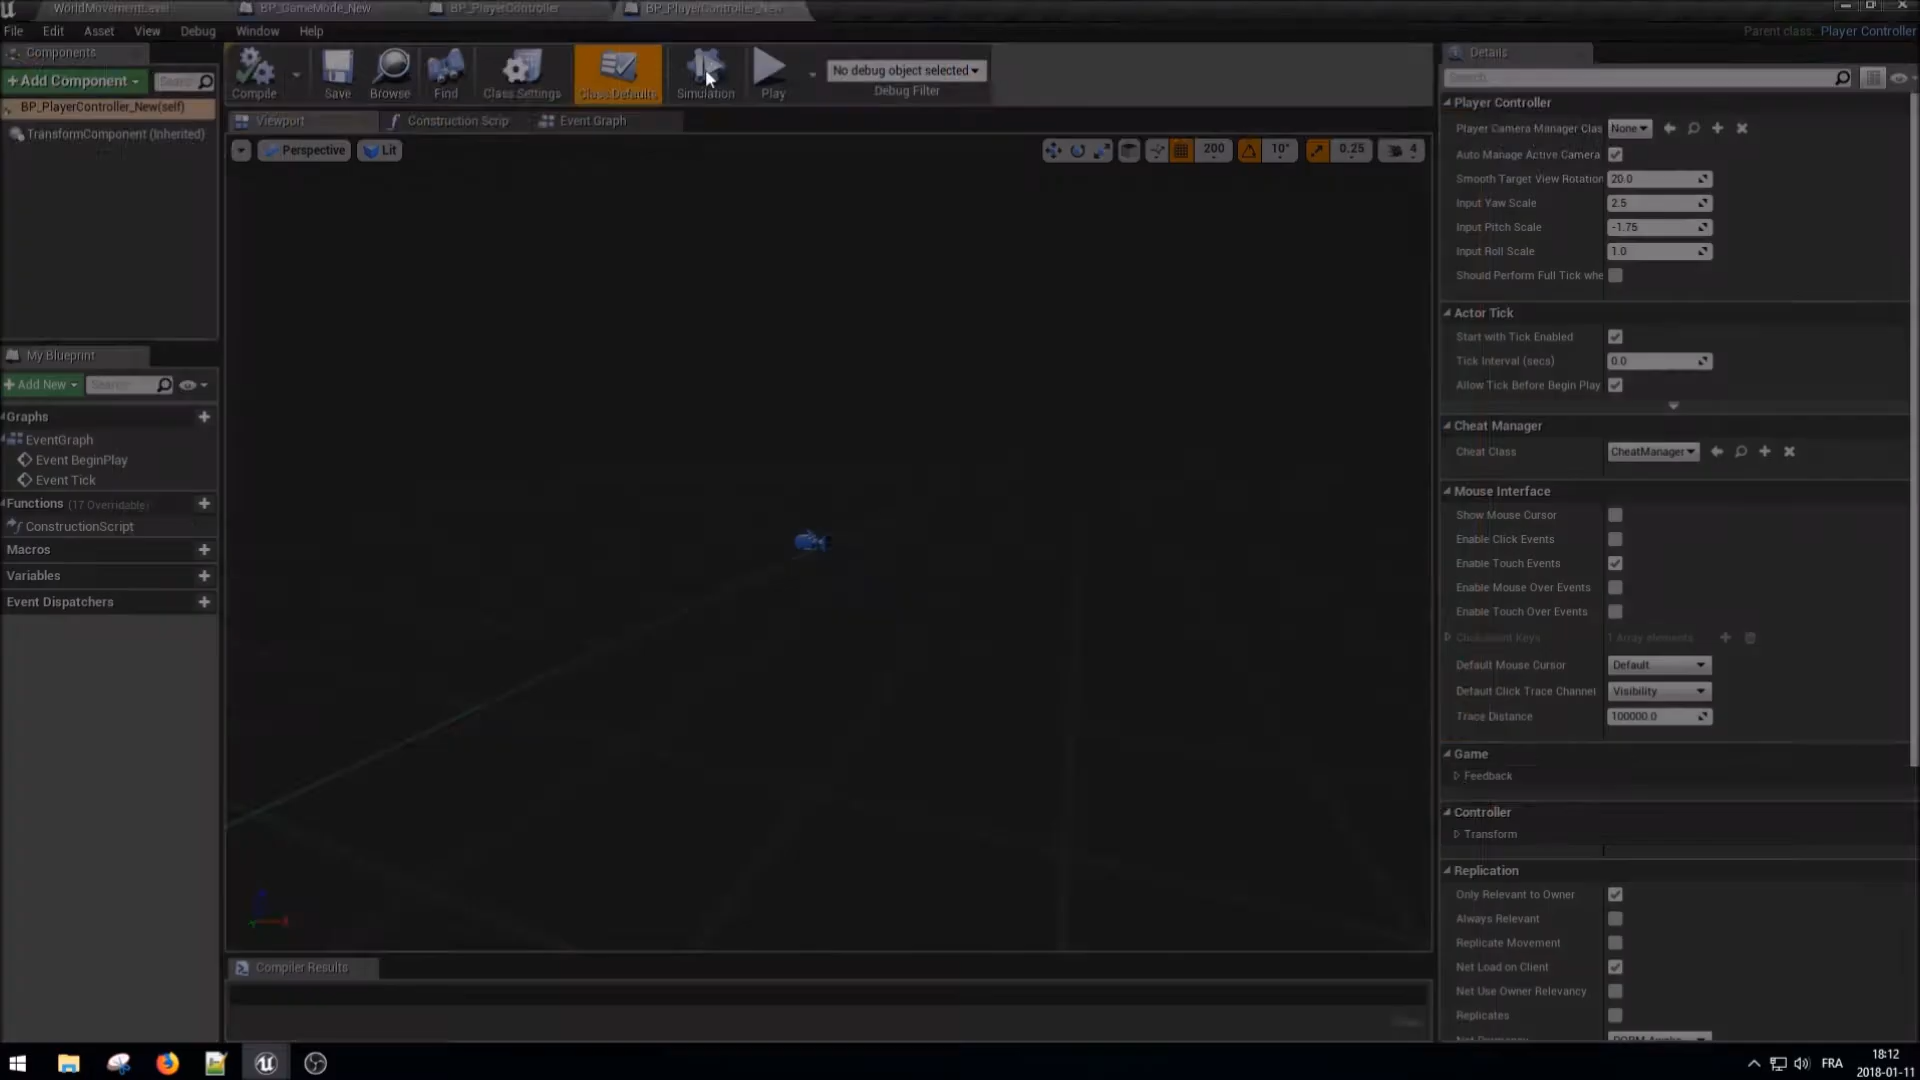 WorldMovementLevel
BP_GameMode_New
BP_PlayerController
BP_PlayerController_New
File
Edit
Asset
View
Debug
Window
Help
Parent class: Player Controller
Components
Add Component
Search
BP_PlayerController_New(self)
TransformComponent (Inherited)
Compile
Save
Browse
Find
Class Settings
Class Defaults
Simulation
Play
No debug object selected
Debug Filter
Viewport
Construction Scrip
Event Graph
Perspective
Lit
200
10°
0.25
4
My Blueprint
Add New
Search
Graphs
EventGraph
Event BeginPlay
Event Tick
Functions (17 Overridable)
ConstructionScript
Macros
Variables
Event Dispatchers
Compiler Results
Details
Search
Player Controller
Player Camera Manager Clas
None
Auto Manage Active Camera
Smooth Target View Rotation
20.0
Input Yaw Scale
2.5
Input Pitch Scale
-1.75
Input Roll Scale
1.0
Should Perform Full Tick whe
Actor Tick
Start with Tick Enabled
Tick Interval (secs)
0.0
Allow Tick Before Begin Play
Cheat Manager
Cheat Class
CheatManager
Mouse Interface
Show Mouse Cursor
Enable Click Events
Enable Touch Events
Enable Mouse Over Events
Enable Touch Over Events
Keys
1 Array elements
Default Mouse Cursor
Default
Default Click Trace Channel
Visibility
Trace Distance
100000.0
Game
Feedback
Controller
Transform
Replication
Only Relevant to Owner
Always Relevant
Replicate Movement
Net Load on Client
Net Use Owner Relevancy
Replicates
FRA
18:12
2018-01-11